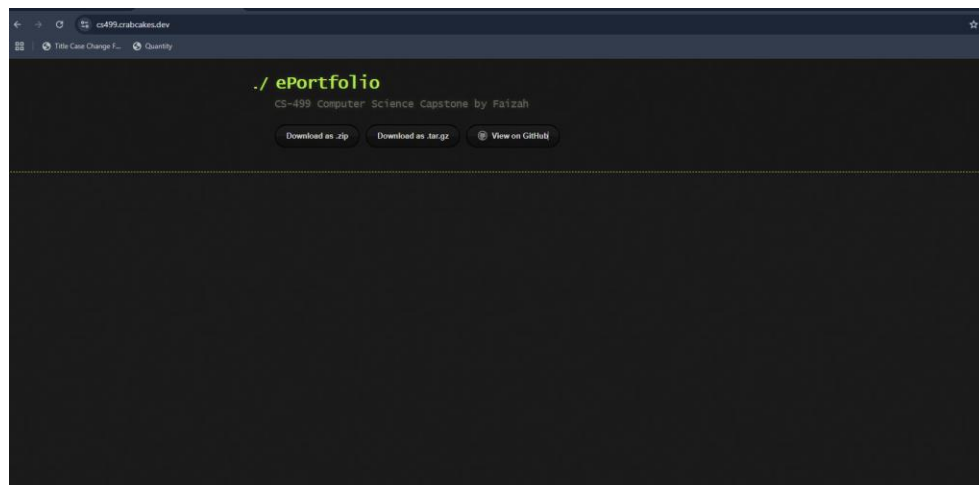 cs499.crabcakes.dev
Title Case Change F... Quantity
./ ePortfolio
CS-499 Computer Science Capstone by Faizah
Download as .zip Download as .tar.gz View on GitHub